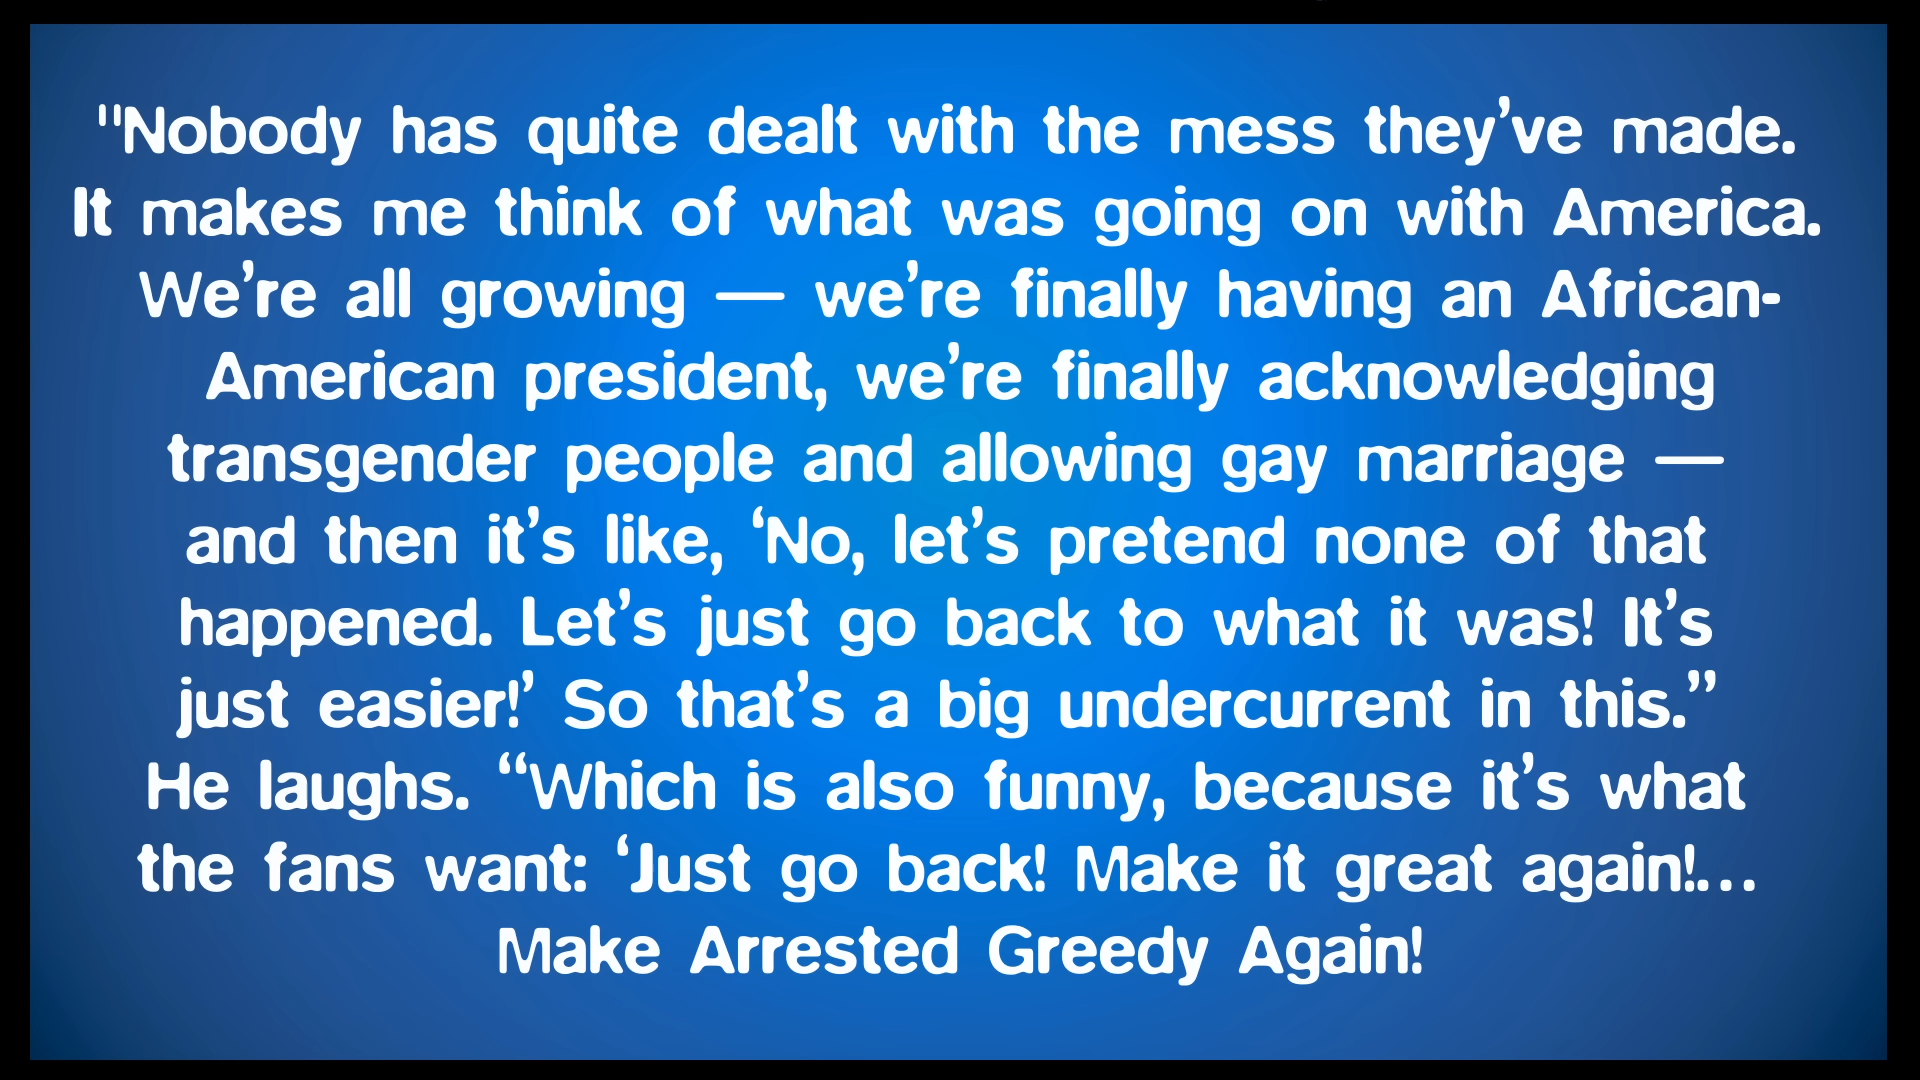 "Nobody has quite dealt with the mess they’ve made.
It makes me think of what was going on with America.
We’re all growing — we’re finally having an African-
American president, we’re finally acknowledging
transgender people and allowing gay marriage —
and then it’s like, ‘No, let’s pretend none of that
happened. Let’s just go back to what it was! It’s
just easier!’ So that’s a big undercurrent in this.”
He laughs. “Which is also funny, because it’s what
the fans want: ‘Just go back! Make it great again!...
Make Arrested Greedy Again!